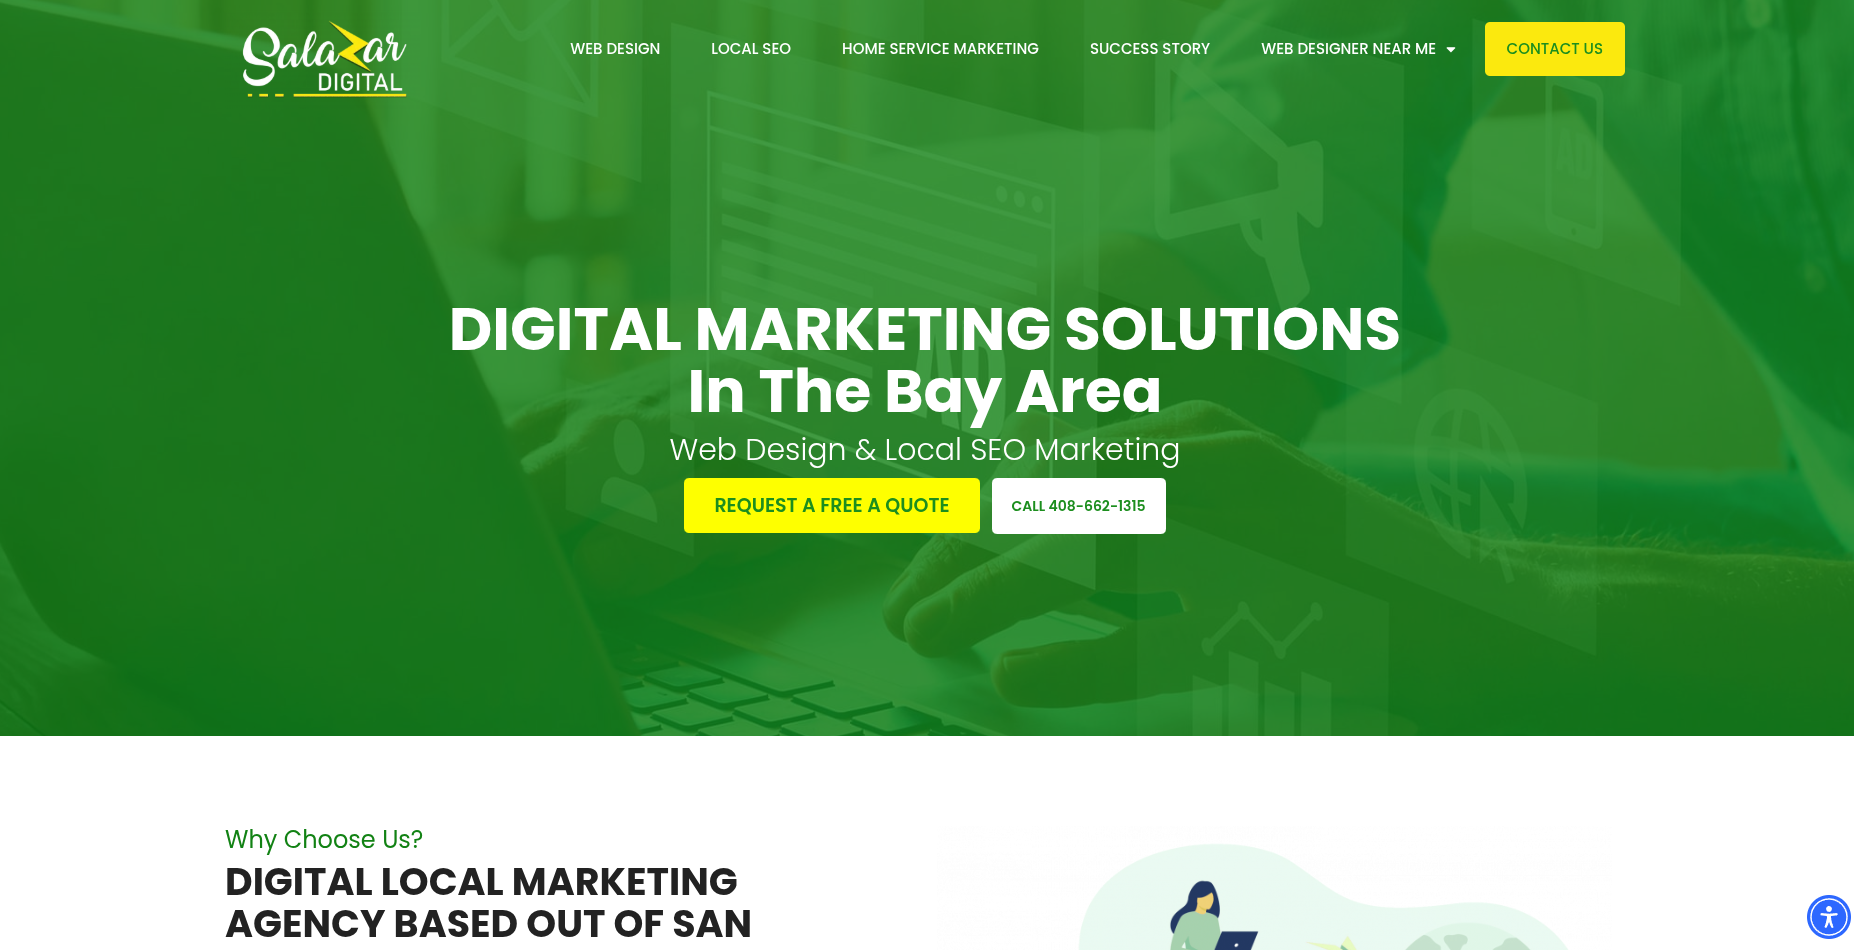 Salazar
DIGITAL
WEB DESIGN
LOCAL SEO
HOME SERVICE MARKETING
SUCCESS STORY
WEB DESIGNER NEAR ME
CONTACT US
AD
AD
DIGITAL MARKETING SOLUTIONS
In The Bay Area
Web Design & Local SEO Marketing
REQUEST A FREE A QUOTE
CALL 408-662-1315
Why Choose Us?
DIGITAL LOCAL MARKETING
AGENCY BASED OUT OF SAN